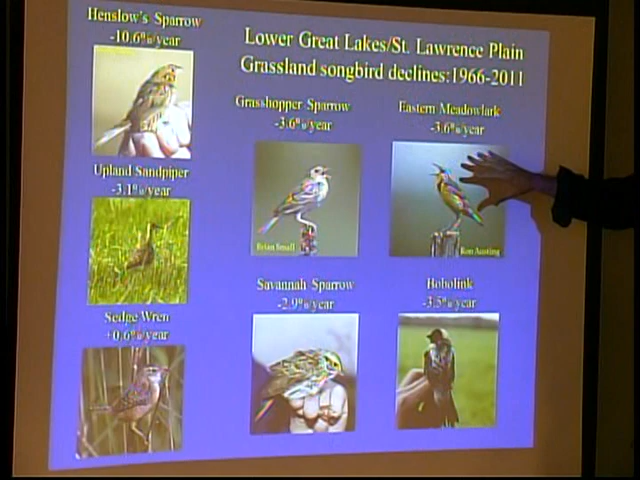 Lower Great Lakes/St. Lawrence Plain
Grassland songbird declines:1966-2011
Henslow's Sparrow
-10.6%/year
Grasshopper Sparrow
-3.6%/year
Eastern Meadowlark
-3.6%/year
Upland Sandpiper
-3.1%/year
Brian Small
Ron Austing
Savannah Sparrow
-2.9%/year
Bobolink
-3.5%/year
Sedge Wren
+0.6%/year